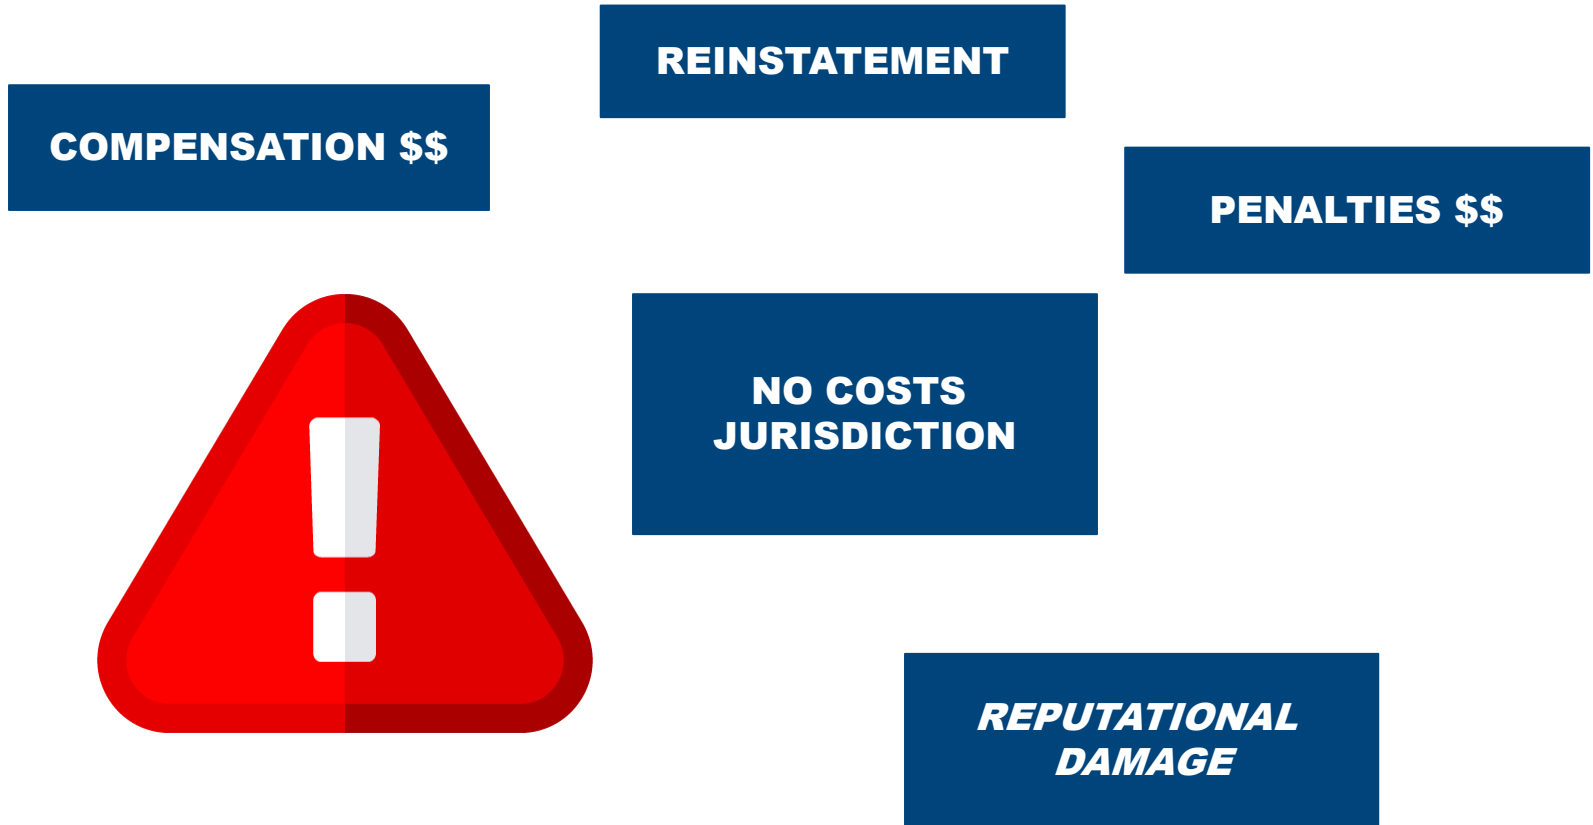 REINSTATEMENT
COMPENSATION $$
PENALTIES $$
NO COSTS
JURISDICTION
REPUTATIONAL
DAMAGE